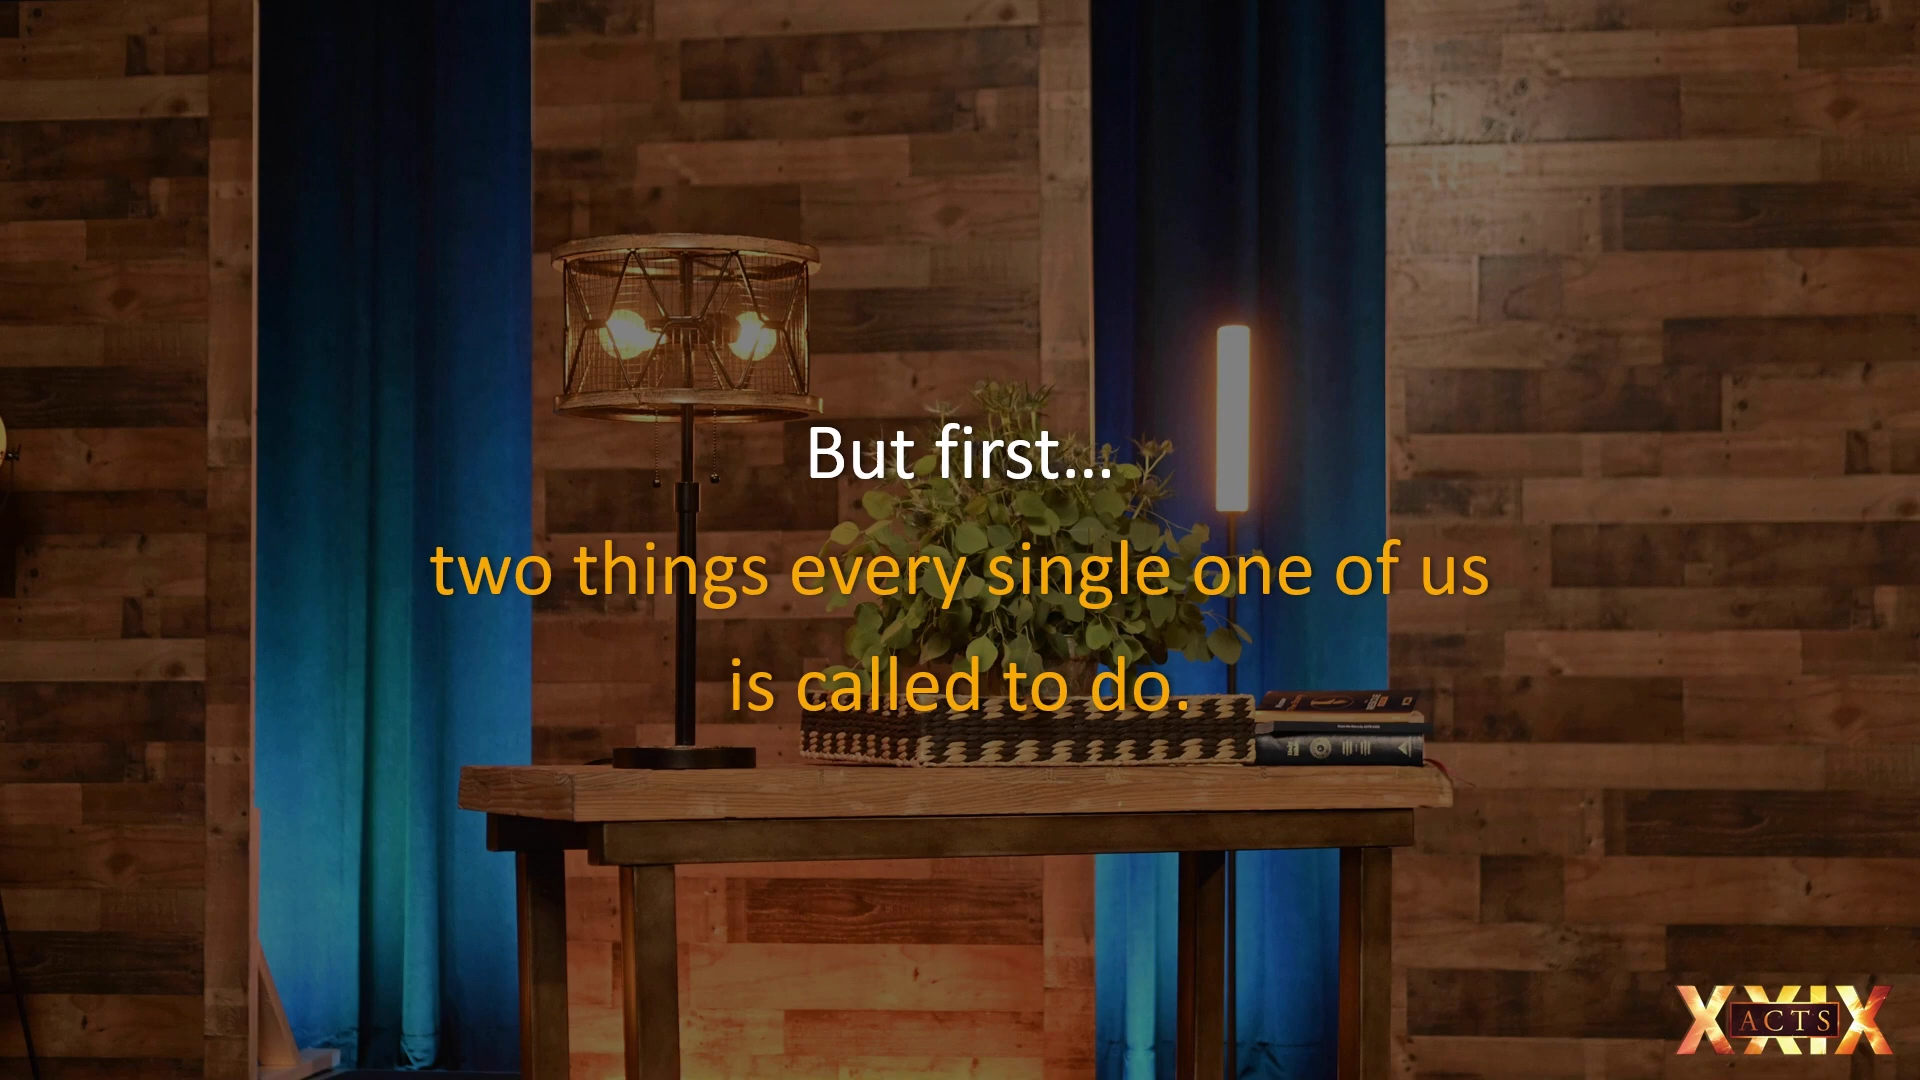 But first...
two things every single one of us
is called to do.
XXIX
ACTS